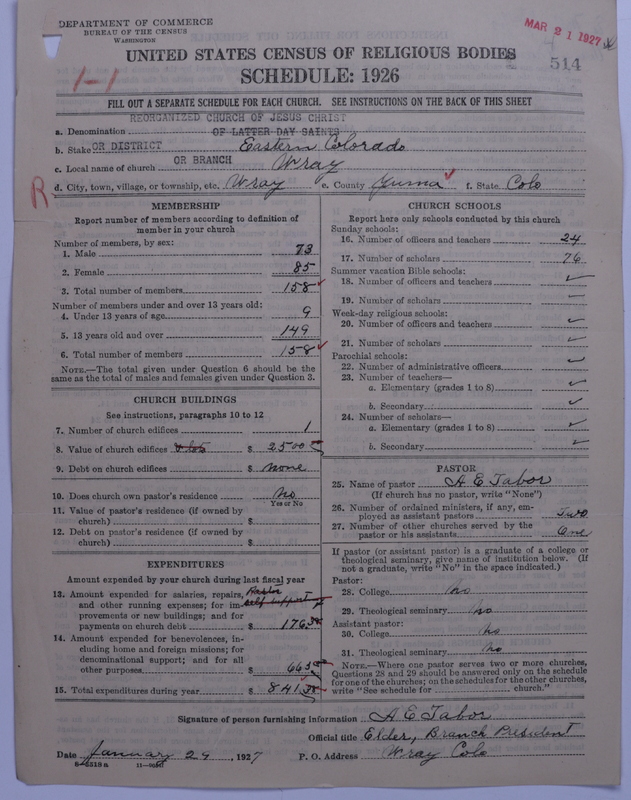 DEPARTMENT OF COMMERCE
BUREAU OF THE CENSUS
WASHINGTON
MAR 21 1927
514
UNITED STATES CENSUS OF RELIGIOUS BODIES
SCHEDULE: 1926
1-1
FILL OUT A SEPARATE SCHEDULE FOR EACH CHURCH. SEE INSTRUCTIONS ON THE BACK OF THIS SHEET
REORGANIZED CHURCH OF JESUS CHRIST
a. Denomination OF LATTER DAY SAINTS
b. Stake OR DISTRICT Eastern Colorado
c. Local name of church OR BRANCH Wray
R
d. City, town, village, or township, etc. Wray e. County Yuma f. State Colo
MEMBERSHIP
Report number of members according to definition of
member in your church
Number of members, by sex:
1. Male 73
2. Female 85
3. Total number of members 158
Number of members under and over 13 years old:
4. Under 13 years of age 9
5. 13 years old and over 149
6. Total number of members 158
NOTE.—The total given under Question 6 should be
the same as the total of males and females given under Question 3.
CHURCH BUILDINGS
See instructions, paragraphs 10 to 12
7. Number of church edifices 1
8. Value of church edifices & lots $ 2500
9. Debt on church edifices $ none
10. Does church own pastor's residence No
Yes or No
11. Value of pastor's residence (if owned by
church) $
12. Debt on pastor's residence (if owned by
church) $
EXPENDITURES
Amount expended by your church during last fiscal year
13. Amount expended for salaries, repairs, Pastor
and other running expenses; for im- self supporting
provements or new buildings; and for
payments on church debt $ 176.38
14. Amount expended for benevolences, in-
cluding home and foreign missions; for
denominational support; and for all
other purposes $ 665
15. Total expenditures during year $ 841.38
CHURCH SCHOOLS
Report here only schools conducted by this church
Sunday schools:
16. Number of officers and teachers 24
17. Number of scholars 76
Summer vacation Bible schools:
18. Number of officers and teachers
19. Number of scholars
Week-day religious schools:
20. Number of officers and teachers
21. Number of scholars
Parochial schools:
22. Number of administrative officers
23. Number of teachers—
a. Elementary (grades 1 to 8)
b. Secondary
24. Number of scholars—
a. Elementary (grades 1 to 8)
b. Secondary
PASTOR
25. Name of pastor A E Tabor
(If church has no pastor, write "None")
26. Number of ordained ministers, if any, em-
ployed as assistant pastors Two
27. Number of other churches served by the
pastor or his assistants One
If pastor (or assistant pastor) is a graduate of a college or
theological seminary, give name of institution below. (If
not a graduate, write "No" in the space indicated.)
Pastor:
28. College No
29. Theological seminary No
Assistant pastor:
30. College No
31. Theological seminary No
NOTE.—Where one pastor serves two or more churches,
Questions 28 and 29 should be answered only on the schedule
for one of the churches; on the schedules for the other churches,
write "See schedule for church."
Signature of person furnishing information A E Tabor
Official title Elder, Branch President
Date January 29, 1927 P. O. Address Wray Colo
8-5518a